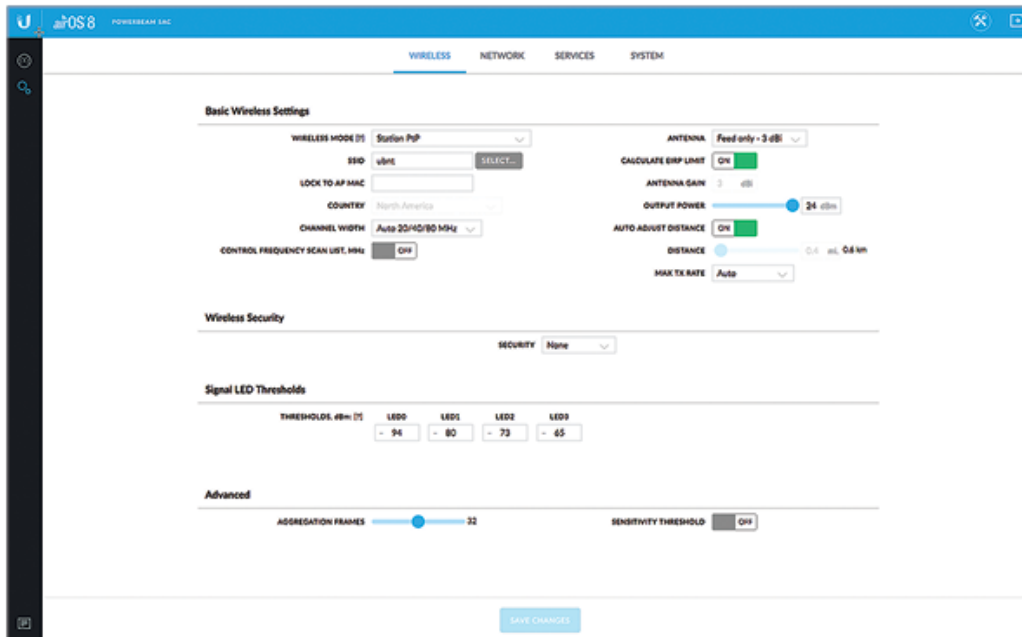 U airOS 8 POWERBEAM 5AC
WIRELESS NETWORK SERVICES SYSTEM
Basic Wireless Settings
WIRELESS MODE [?] Station PtP
SSID ubnt SELECT...
LOCK TO AP MAC
COUNTRY North America
CHANNEL WIDTH Auto 20/40/80 MHz
CONTROL FREQUENCY SCAN LIST, MHz OFF
ANTENNA Feed only - 3 dBi
CALCULATE EIRP LIMIT ON
ANTENNA GAIN 3 dBi
OUTPUT POWER 24 dBm
AUTO ADJUST DISTANCE ON
DISTANCE 0.4 mi. 0.6 km
MAX TX RATE Auto
Wireless Security
SECURITY None
Signal LED Thresholds
THRESHOLDS, dBm [?] LED0 LED1 LED2 LED3
- 94 - 80 - 73 - 65
Advanced
AGGREGATION FRAMES 32
SENSITIVITY THRESHOLD OFF
SAVE CHANGES